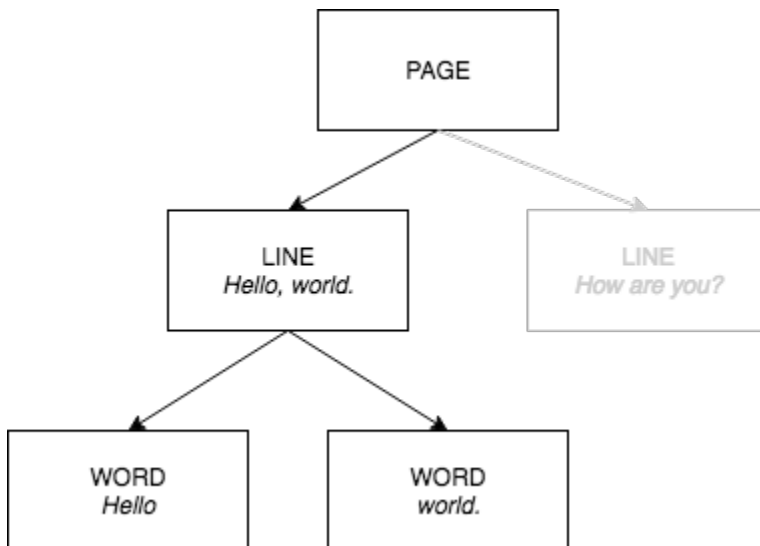 PAGE
LINE
Hello, world.
LINE
How are you?
WORD
Hello
WORD
world.